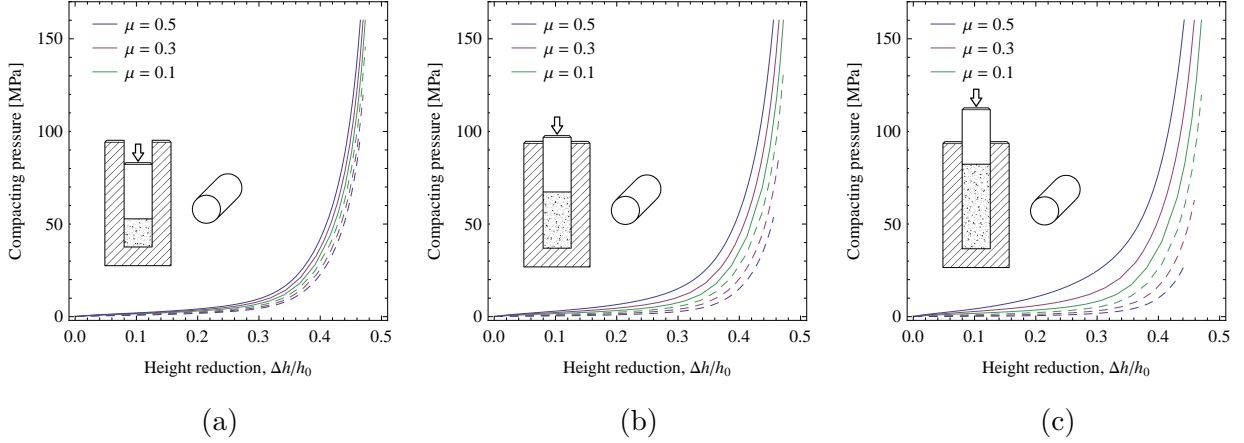 150
100
50
0
Compacting pressure [MPa]
μ = 0.5
μ = 0.3
μ = 0.1
0.0 0.1 0.2 0.3 0.4 0.5
Height reduction, Δh/h₀
(a)
150
100
50
0
Compacting pressure [MPa]
μ = 0.5
μ = 0.3
μ = 0.1
0.0 0.1 0.2 0.3 0.4 0.5
Height reduction, Δh/h₀
(b)
150
100
50
0
Compacting pressure [MPa]
μ = 0.5
μ = 0.3
μ = 0.1
0.0 0.1 0.2 0.3 0.4 0.5
Height reduction, Δh/h₀
(c)